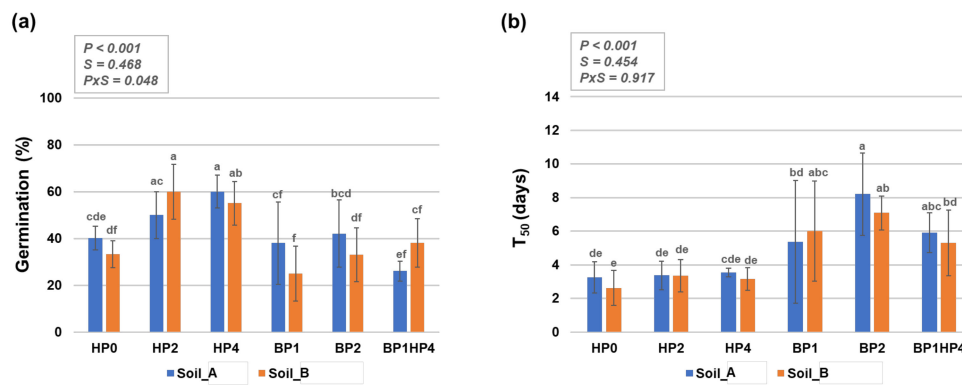 (a)
P < 0.001
S = 0.468
PxS = 0.048
Germination (%)
100
80
60
40
20
0
cde
df
ac
a
a
ab
cf
f
bcd
df
ef
cf
HP0 HP2 HP4 BP1 BP2 BP1HP4
Soil_A Soil_B
(b)
P < 0.001
S = 0.454
PxS = 0.917
T50 (days)
14
12
10
8
6
4
2
0
de
e
de
de
cde
de
bd
abc
a
ab
abc
bd
HP0 HP2 HP4 BP1 BP2 BP1HP4
Soil_A Soil_B